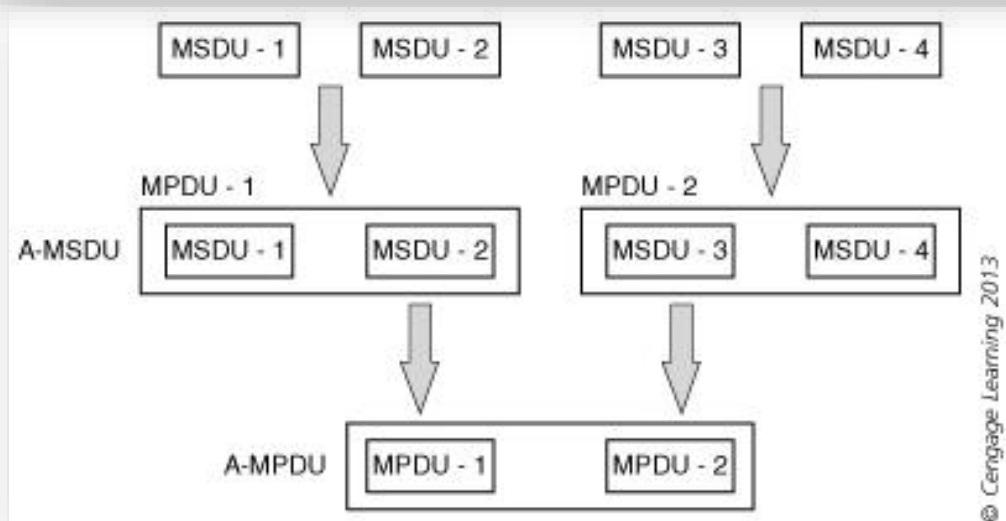 MSDU - 1 MSDU - 2 MSDU - 3 MSDU - 4
MPDU - 1 MPDU - 2
A-MSDU MSDU - 1 MSDU - 2 MSDU - 3 MSDU - 4
A-MPDU MPDU - 1 MPDU - 2
© Cengage Learning 2013